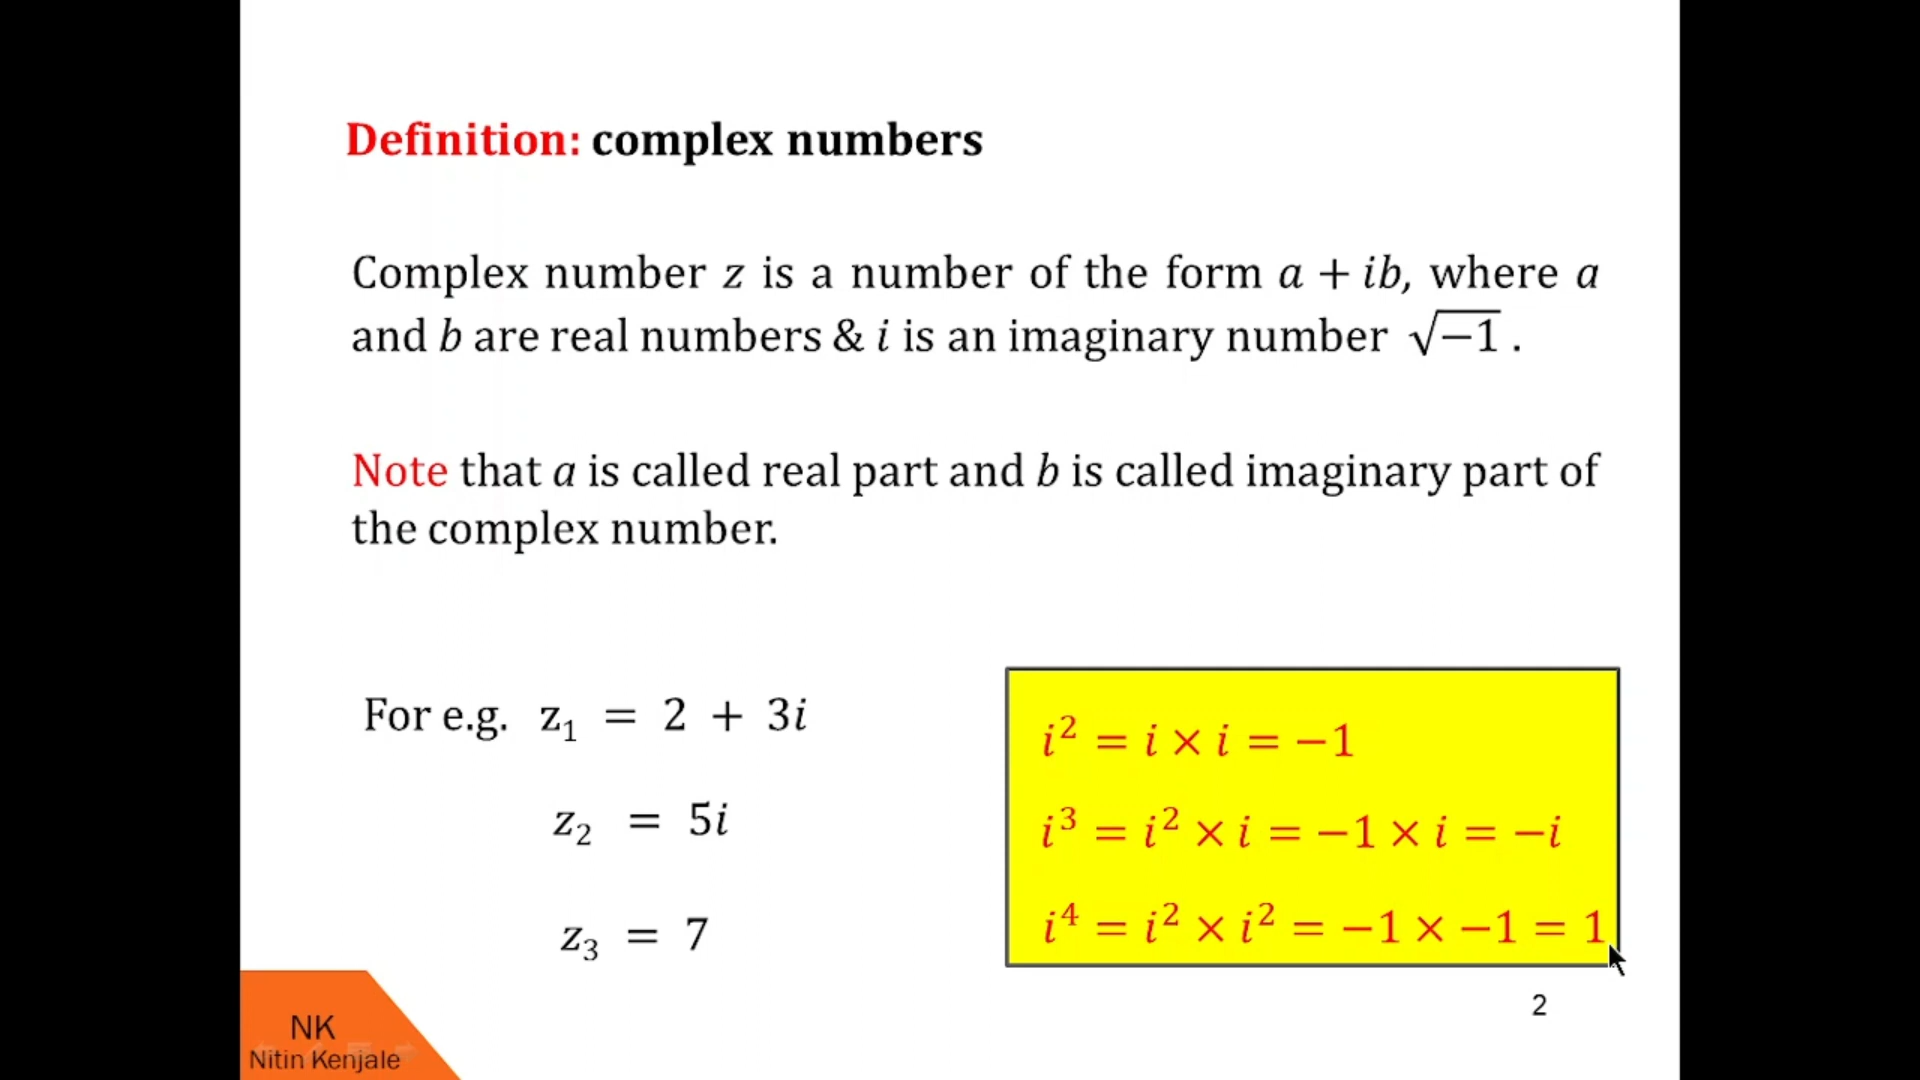 Definition: complex numbers
Complex number z is a number of the form a + ib, where a
and b are real numbers & i is an imaginary number √−1 .
Note that a is called real part and b is called imaginary part of
the complex number.
For e.g. z₁ = 2 + 3i
z₂ = 5i
z₃ = 7
i² = i × i = −1
i³ = i² × i = −1 × i = −i
i⁴ = i² × i² = −1 × −1 = 1
2
NK
Nitin Kenjale